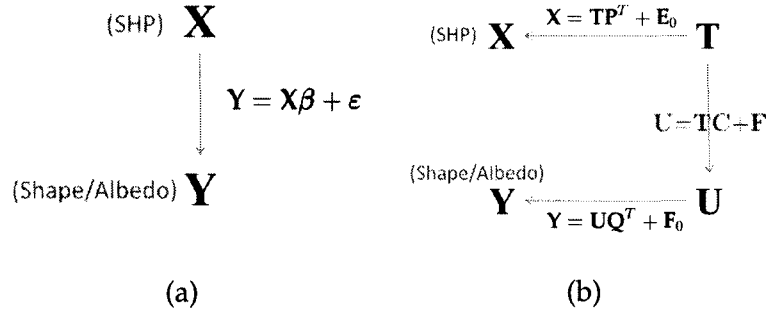 (SHP) X
Y = Xβ + ε
(Shape/Albedo) Y
(a)
X = TP^T + E_0
(SHP) X T
U=TC+F
(Shape/Albedo)
Y U
Y = UQ^T + F_0
(b)